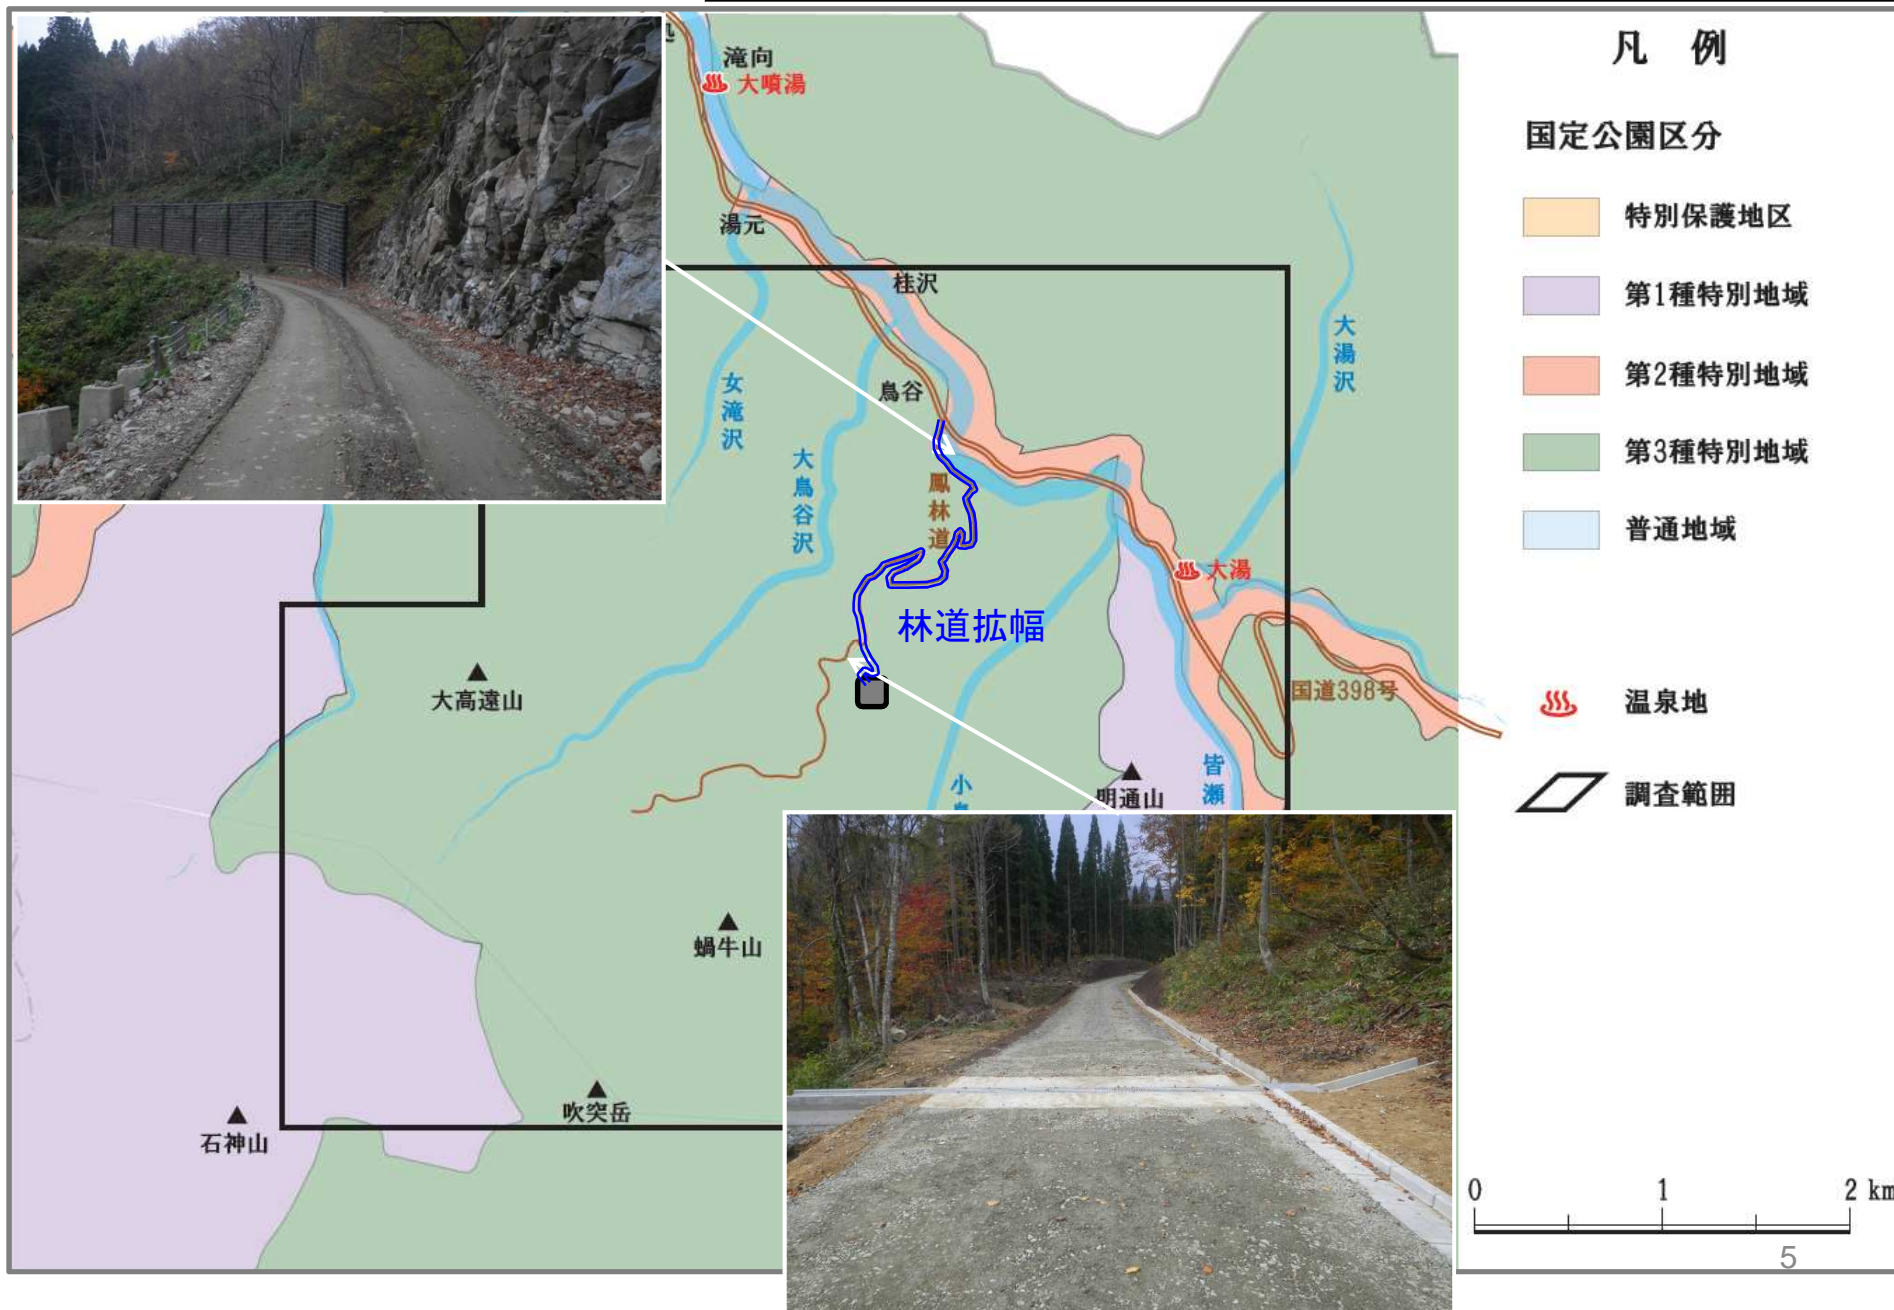 滝向
大噴湯
湯元
桂沢
鳥谷
女滝沢
大鳥谷沢
大湯沢
鳳林道
林道拡幅
大湯
国道398号
大高遠山
明通山
皆瀬
小
蝸牛山
吹突岳
石神山
凡 例
国定公園区分
特別保護地区
第1種特別地域
第2種特別地域
第3種特別地域
普通地域
温泉地
調査範囲
0 1 2 km
5